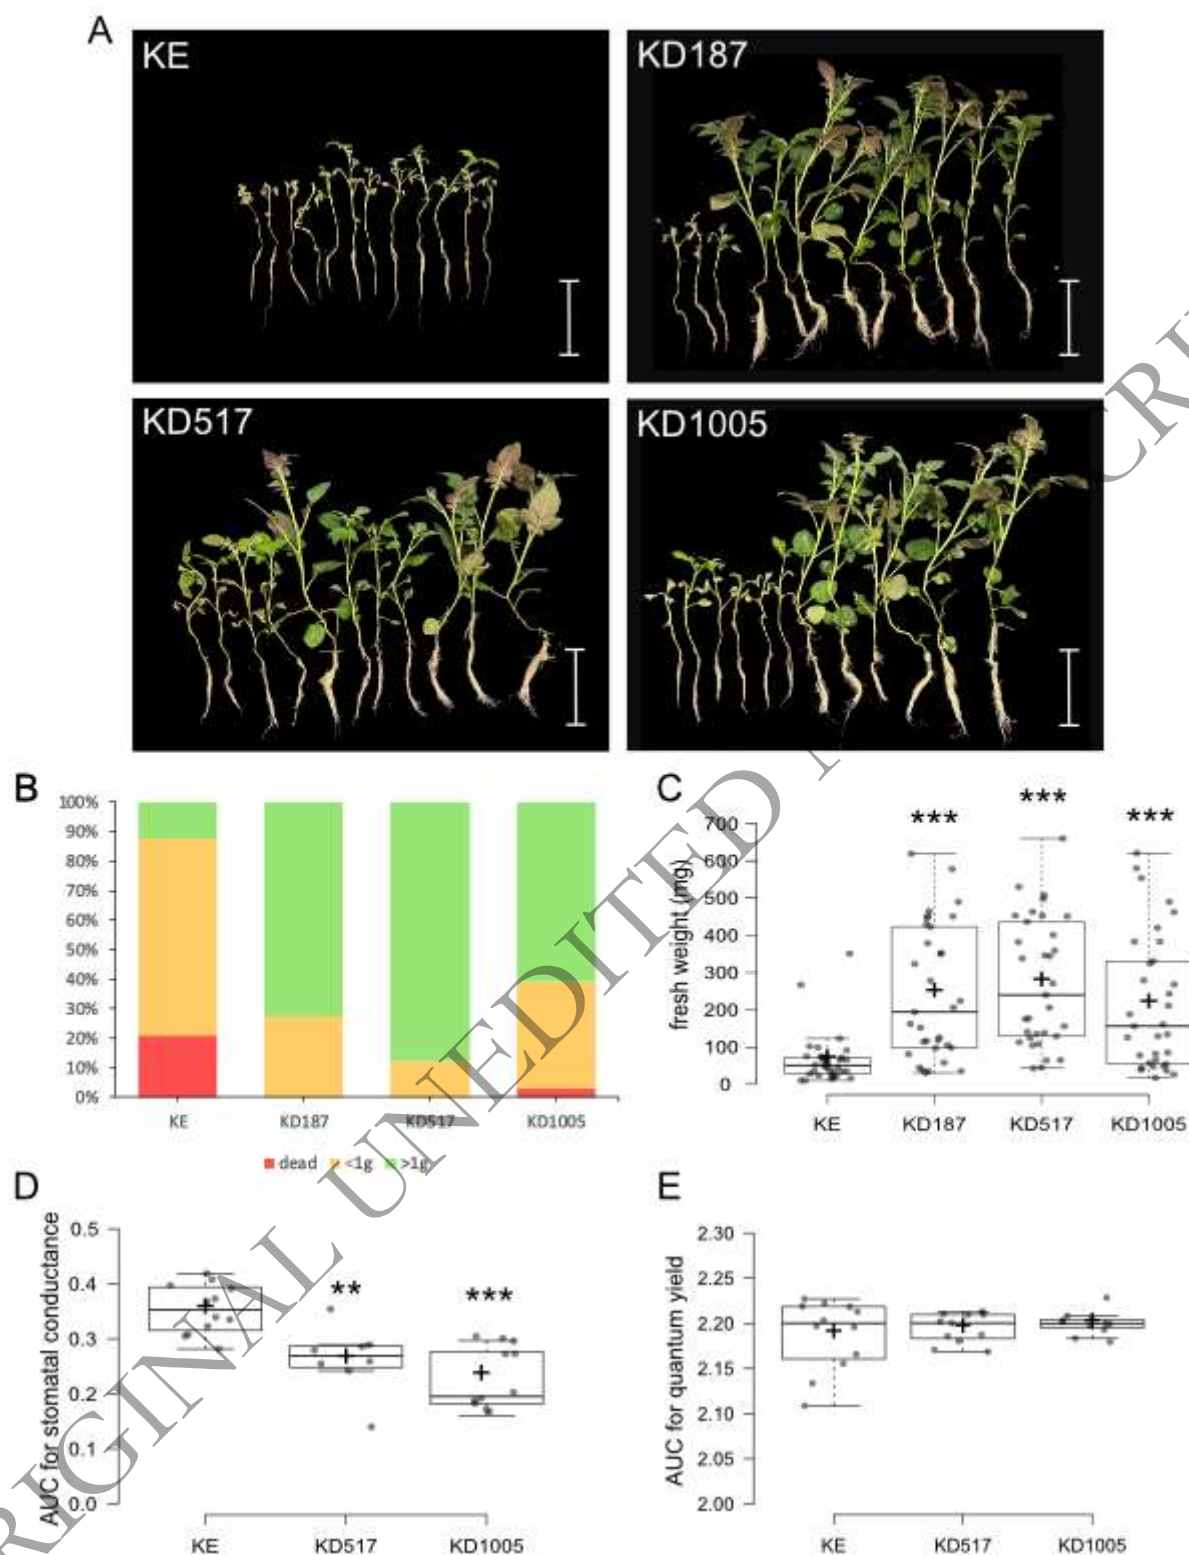 A
KE
KD187
KD517
KD1005
B
100%
90%
80%
70%
60%
50%
40%
30%
20%
10%
0%
KE
KD187
KD517
KD1005
dead
<1g
>1g
C
fresh weight (mg)
700
600
500
400
300
200
100
0
***
***
***
KE
KD187
KD517
KD1005
D
AUC for stomatal conductance
0.5
0.4
0.3
0.2
0.1
0.0
**
***
KE
KD517
KD1005
E
AUC for quantum yield
2.30
2.25
2.20
2.15
2.10
2.05
2.00
KE
KD517
KD1005
RIGINAL UNEDITED
CRI